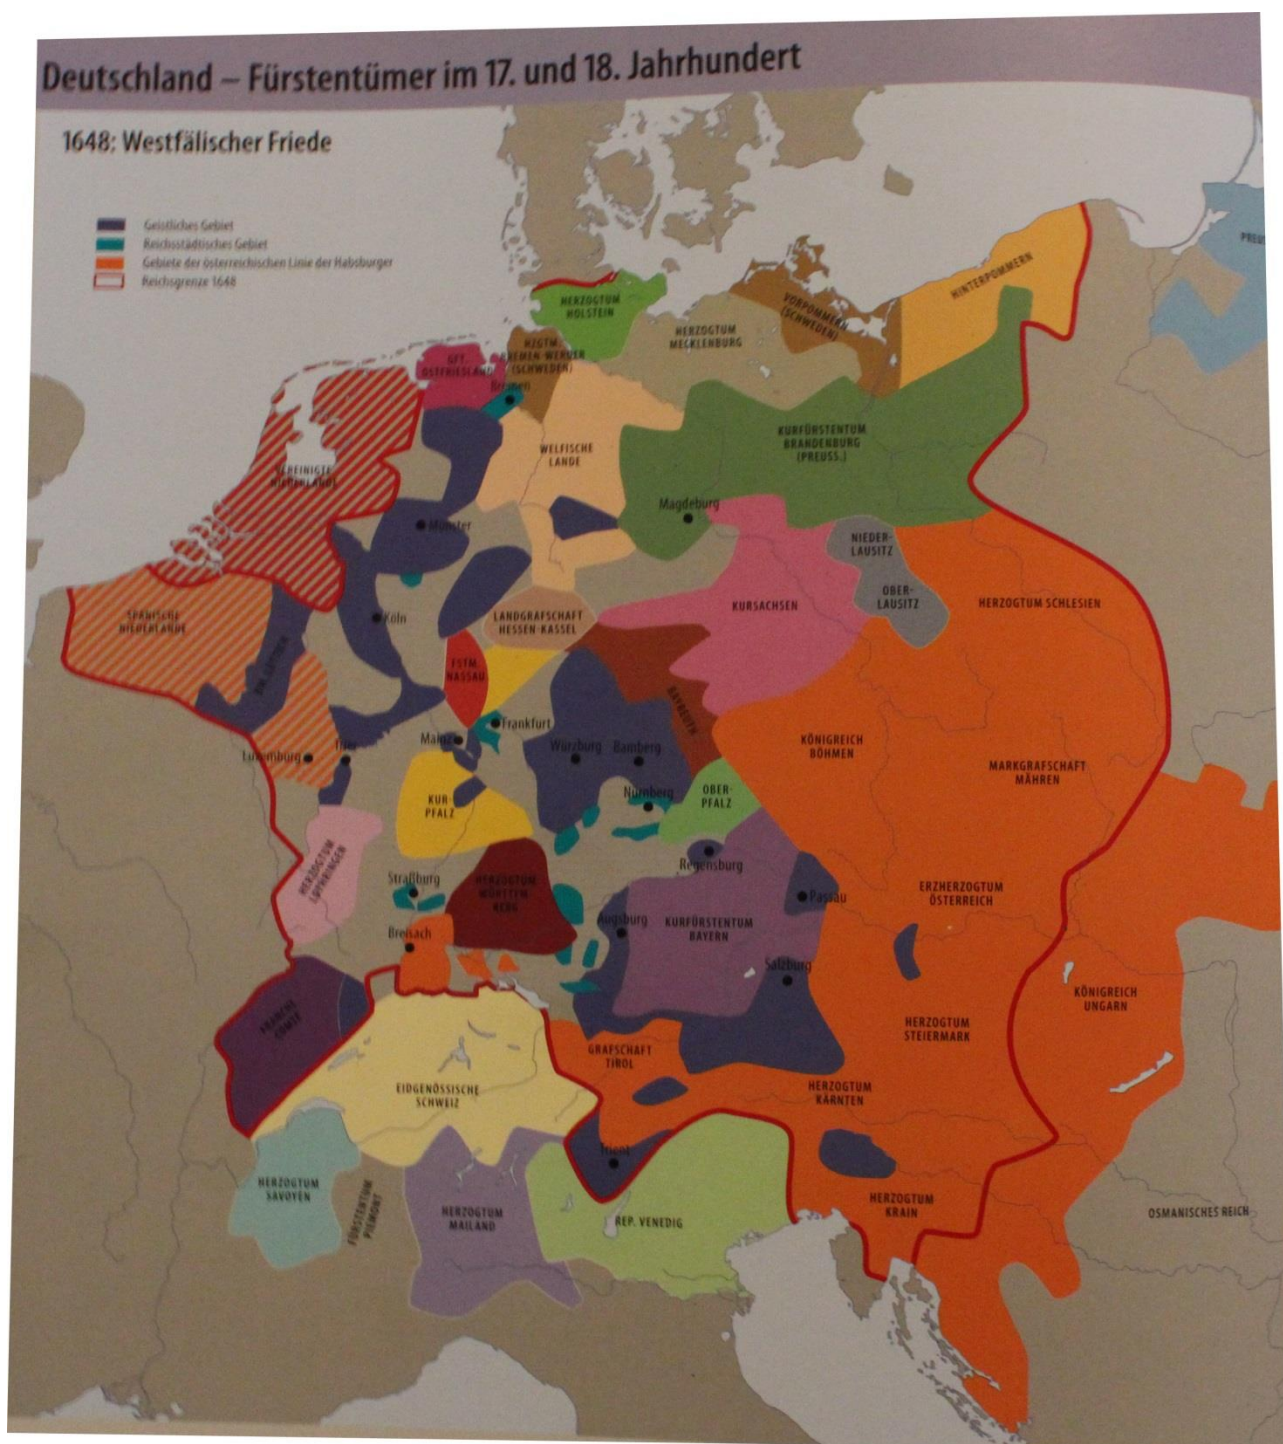 Deutschland – Fürstentümer im 17. und 18. Jahrhundert
1648: Westfälischer Friede
Geistliches Gebiet
Reichsstädtisches Gebiet
Gebiete der österreichischen Linie der Habsburger
Reichsgrenze 1648
PREUS
HINTERPOMMERN
VORPOMMERN
(SCHWEDEN)
HERZOGTUM
HOLSTEIN
HERZOGTUM
MECKLENBURG
HZGTM.
BREMEN-WERDER
(SCHWEDEN)
GFT.
OSTFRIESLAND
Bremen
KURFÜRSTENTUM
BRANDENBURG
(PREUSS.)
WELFISCHE
LANDE
VEREINIGTE
NIEDERLANDE
Magdeburg
Münster
NIEDER-
LAUSITZ
OBER-
LAUSITZ
HERZOGTUM SCHLESIEN
KURSACHSEN
SPANISCHE
NIEDERLANDE
Köln
LANDGRAFSCHAFT
HESSEN-KASSEL
FSTM.
NASSAU
BAYREUTH
Frankfurt
Mainz
Würzburg
Bamberg
KÖNIGREICH
BÖHMEN
MARKGRAFSCHAFT
MÄHREN
Luxemburg
Trier
KUR-
PFALZ
Nürnberg
OBER-
PFALZ
HERZOGTUM
LOTHRINGEN
Regensburg
Straßburg
HERZOGTUM
WÜRTTEM-
BERG
Passau
ERZHERZOGTUM
ÖSTERREICH
Augsburg
KURFÜRSTENTUM
BAYERN
Breisach
Salzburg
KÖNIGREICH
UNGARN
FRANCHE
COMTÉ
HERZOGTUM
STEIERMARK
GRAFSCHAFT
TIROL
EIDGENÖSSISCHE
SCHWEIZ
HERZOGTUM
KÄRNTEN
Trient
HERZOGTUM
SAVOYEN
FÜRSTENTUM
PIEMONT
HERZOGTUM
MAILAND
REP. VENEDIG
HERZOGTUM
KRAIN
OSMANISCHES REICH